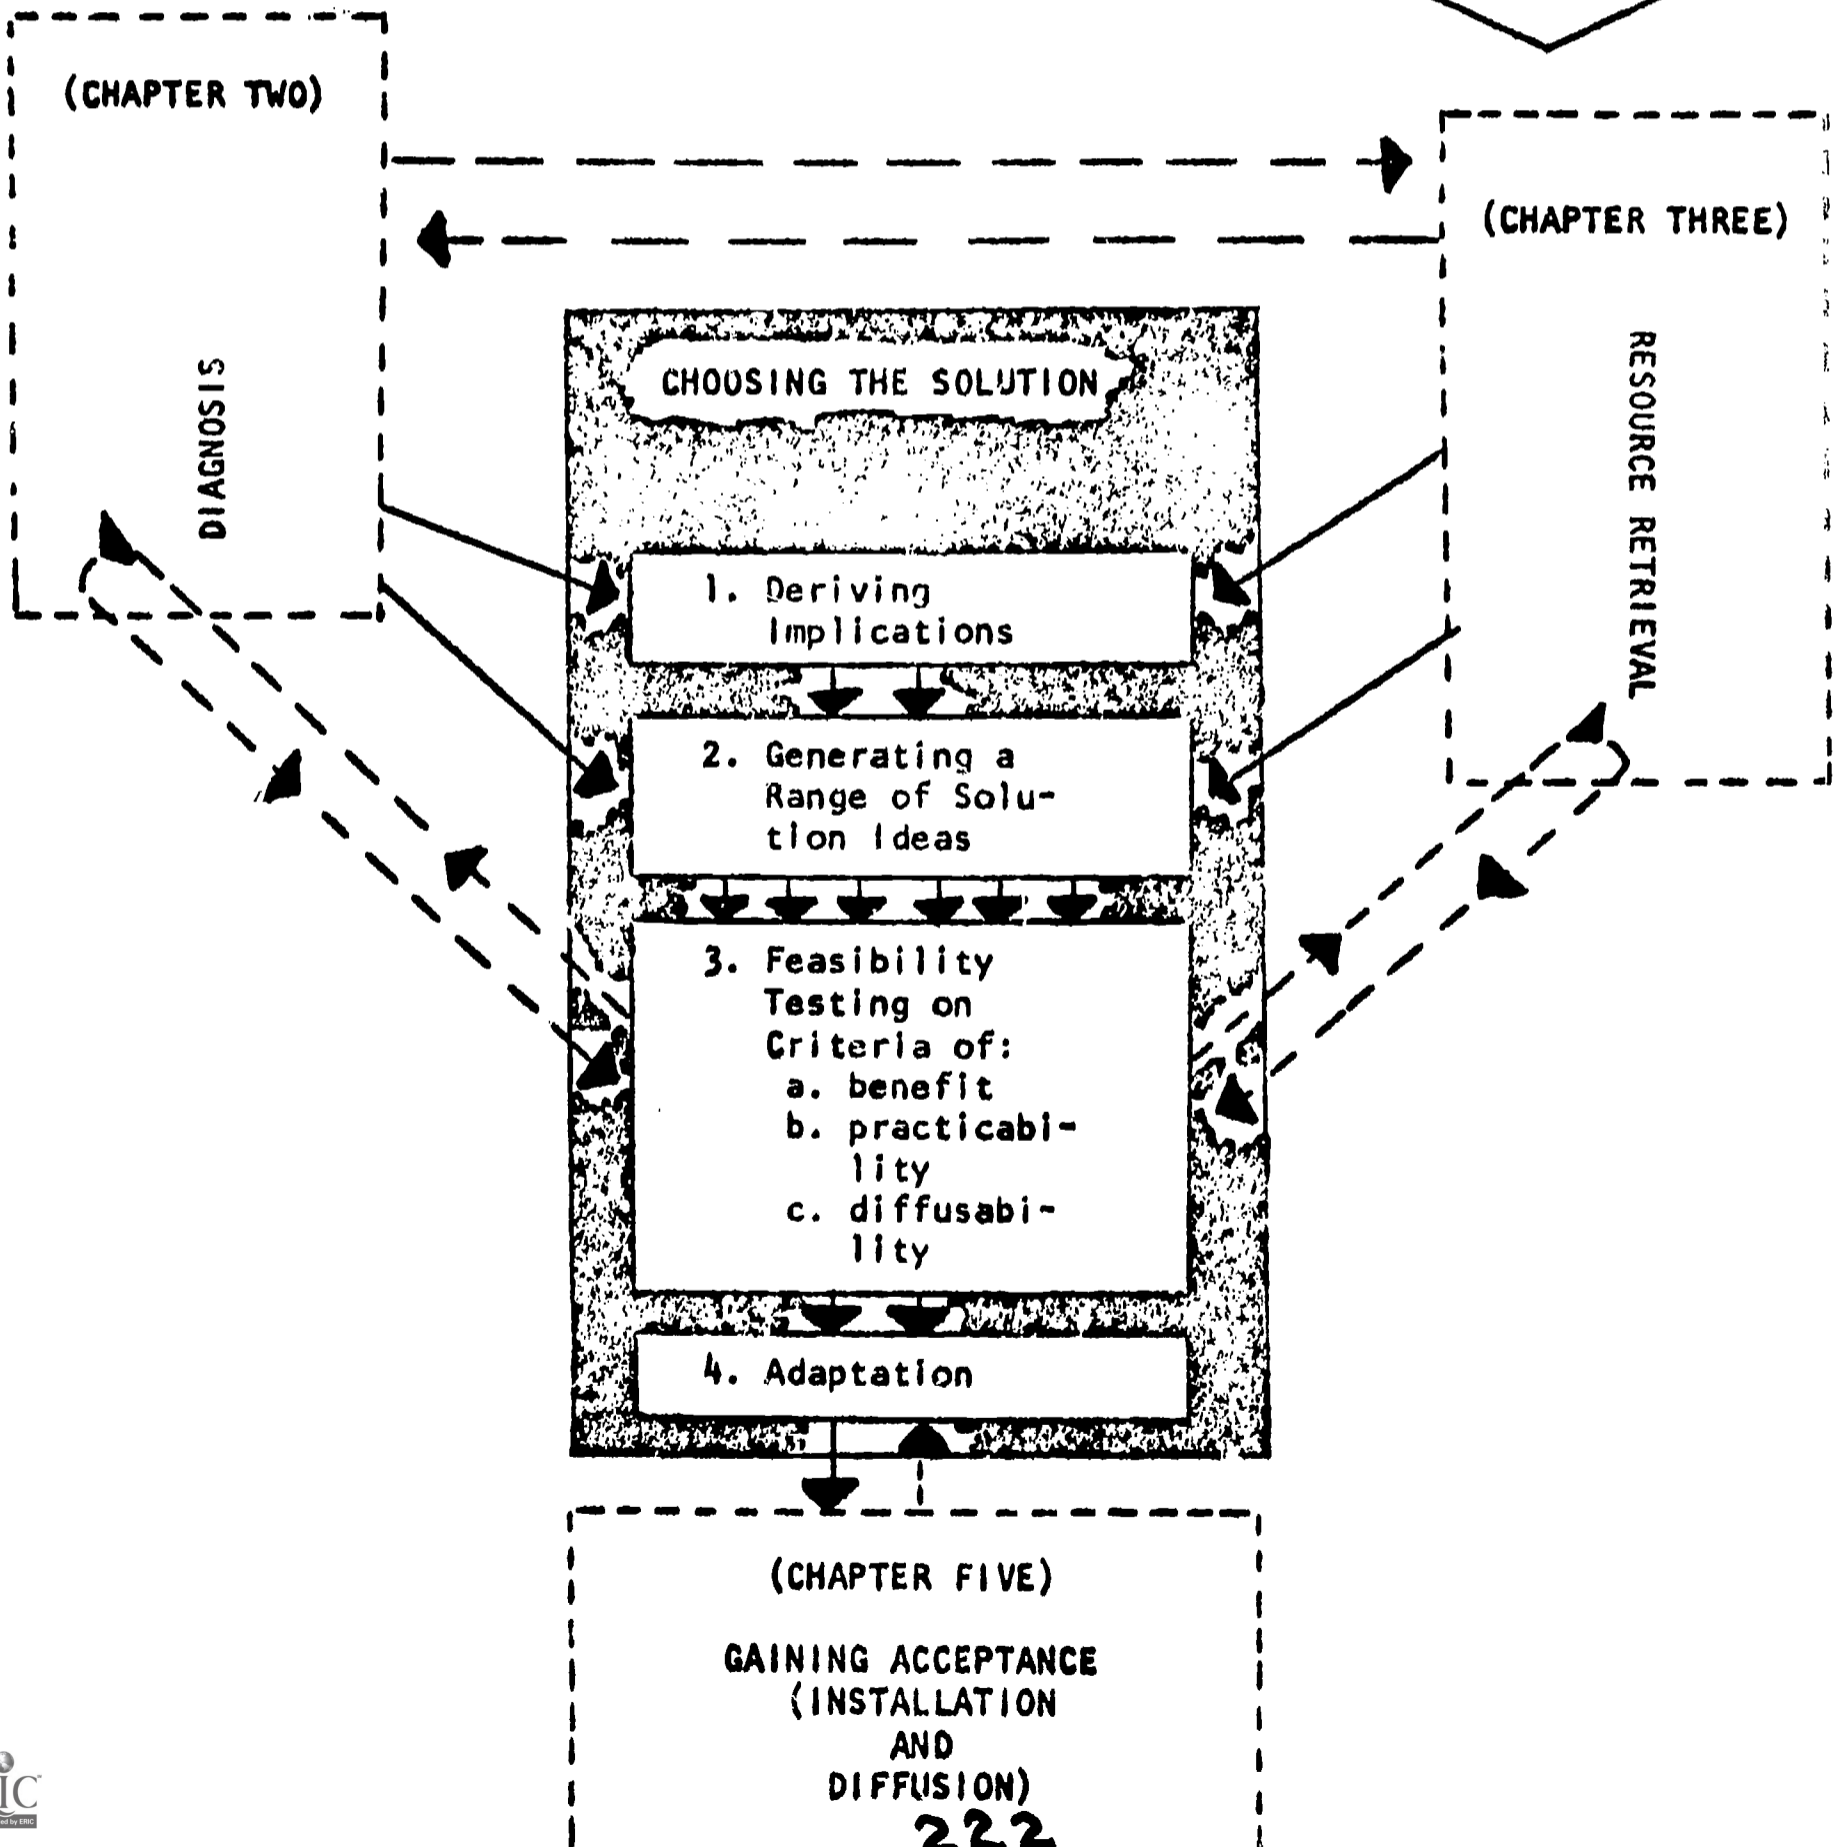 (CHAPTER TWO)
DIAGNOSIS
(CHAPTER THREE)
RESOURCE RETRIEVAL
CHOOSING THE SOLUTION
1. Deriving
Implications
2. Generating a
Range of Solu-
tion Ideas
3. Feasibility
Testing on
Criteria of:
a. benefit
b. practicabi-
lity
c. diffusabi-
lity
4. Adaptation
(CHAPTER FIVE)
GAINING ACCEPTANCE
(INSTALLATION
AND
DIFFUSION)
222